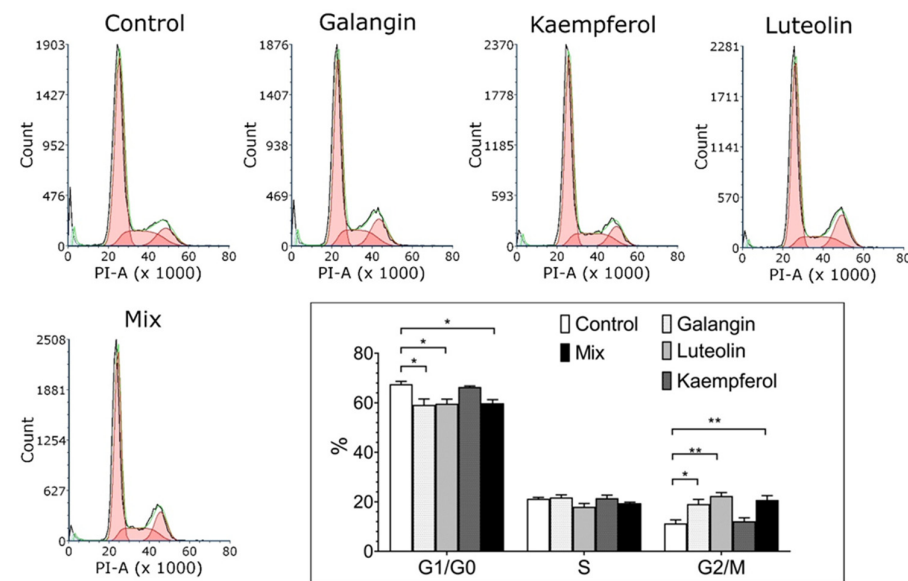 Control
1903
1427
952
476
0
Count
0 20 40 60 80
PI-A (x 1000)
Galangin
1876
1407
938
469
0
Count
0 20 40 60 80
PI-A (x 1000)
Kaempferol
2370
1778
1185
593
0
Count
0 20 40 60 80
PI-A (x 1000)
Luteolin
2281
1711
1141
570
0
Count
0 20 40 60 80
PI-A (x 1000)
Mix
2508
1881
1254
627
0
Count
0 20 40 60 80
PI-A (x 1000)
Control
Mix
Galangin
Luteolin
Kaempferol
80
60
40
20
0
%
*
*
*
**
**
*
G1/G0 S G2/M